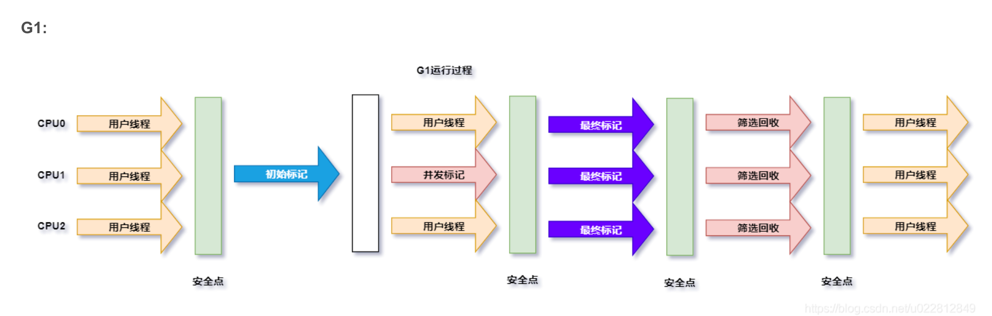 G1:
G1运行过程
CPU0 用户线程 用户线程 最终标记 筛选回收 用户线程
CPU1 用户线程 初始标记 并发标记 最终标记 筛选回收 用户线程
CPU2 用户线程 用户线程 最终标记 筛选回收 用户线程
安全点 安全点 安全点 安全点
https://blog.csdn.net/u022812849